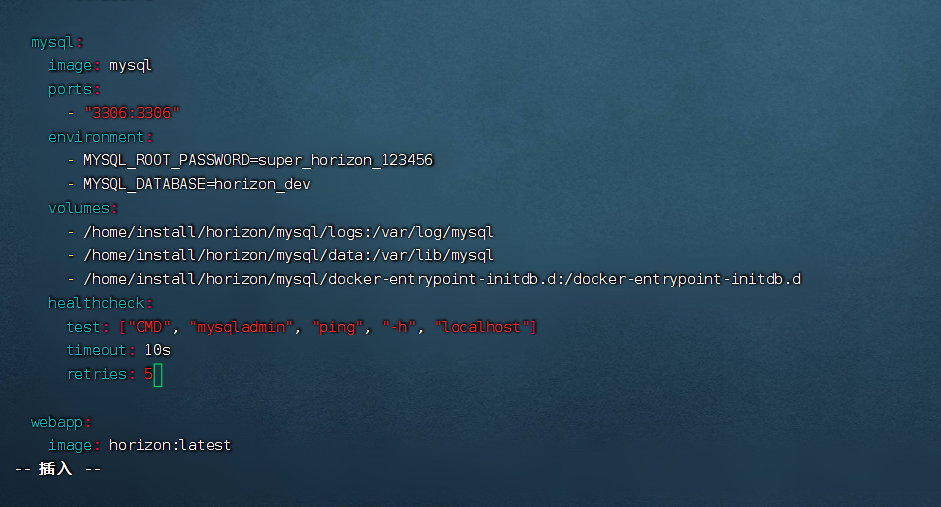 mysql:
image: mysql
ports:
- "3306:3306"
environment:
- MYSQL_ROOT_PASSWORD=super_horizon_123456
- MYSQL_DATABASE=horizon_dev
volumes:
- /home/install/horizon/mysql/logs:/var/log/mysql
- /home/install/horizon/mysql/data:/var/lib/mysql
- /home/install/horizon/mysql/docker-entrypoint-initdb.d:/docker-entrypoint-initdb.d
healthcheck:
test: ["CMD", "mysqladmin", "ping", "-h", "localhost"]
timeout: 10s
retries: 5
webapp:
image: horizon:latest
-- 插入 --